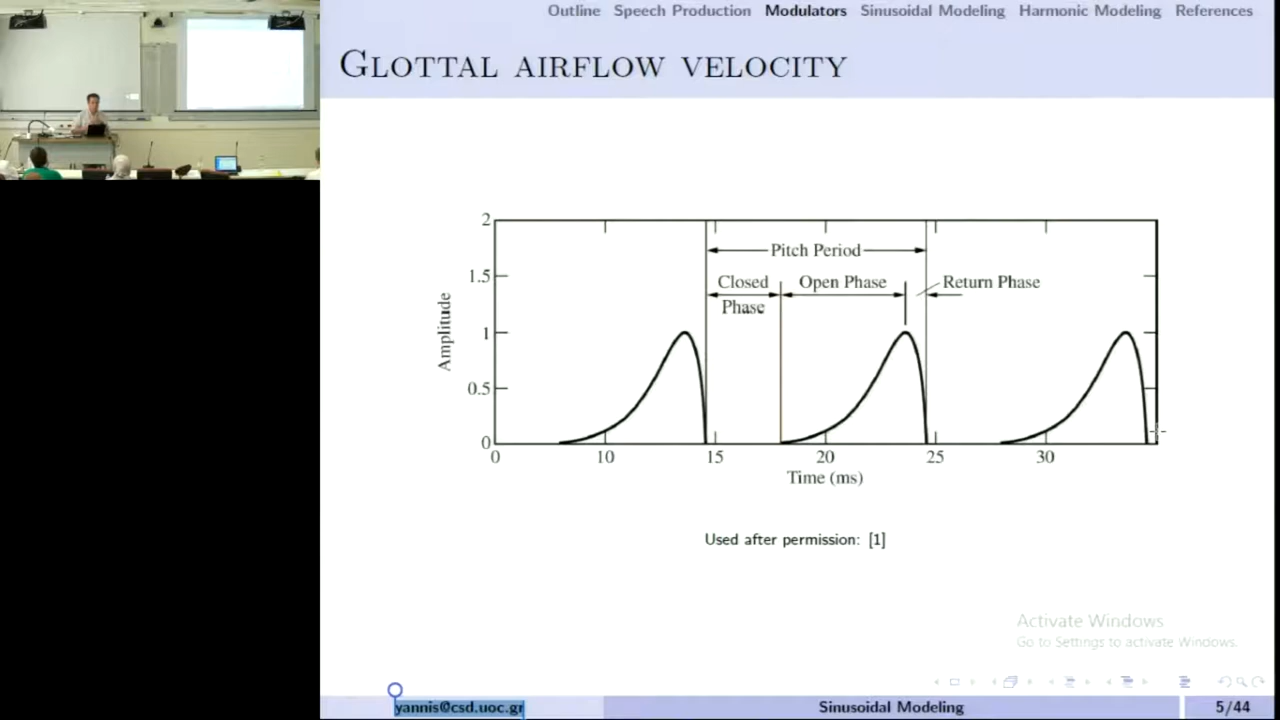 Outline Speech Production Modulators Sinusoidal Modeling Harmonic Modeling References
GLOTTAL AIRFLOW VELOCITY
2
Pitch Period
1.5
Closed Open Phase Return Phase
Phase
Amplitude
1
0.5
0
0 10 15 20 25 30
Time (ms)
Used after permission: [1]
Activate Windows
Go to Settings to activate Windows.
yannis@csd.uoc.gr Sinusoidal Modeling 5/44